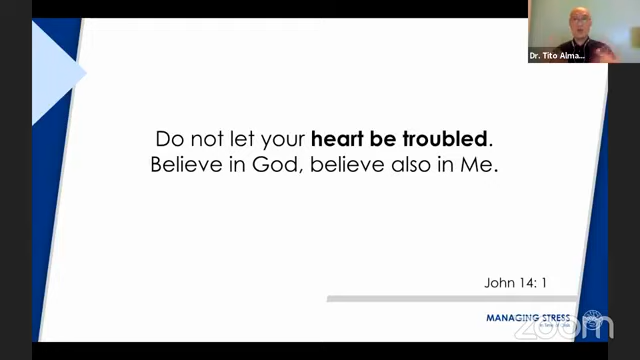 Dr. Tito Alma...
Do not let your heart be troubled.
Believe in God, believe also in Me.
John 14: 1
MANAGING STRESS
zoom